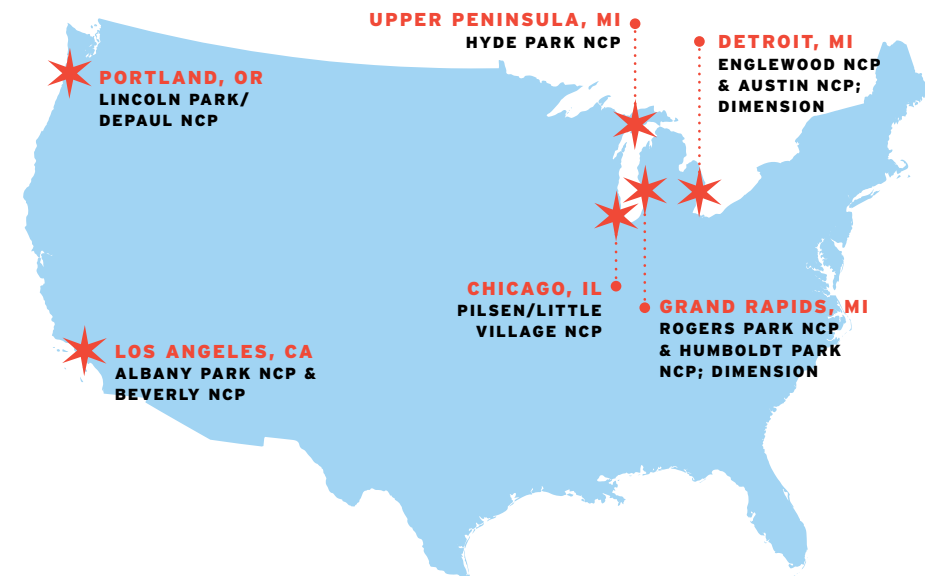 UPPER PENINSULA, MI
HYDE PARK NCP
DETROIT, MI
ENGLEWOOD NCP
& AUSTIN NCP;
DIMENSION
PORTLAND, OR
LINCOLN PARK/
DEPAUL NCP
CHICAGO, IL
PILSEN/LITTLE
VILLAGE NCP
GRAND RAPIDS, MI
ROGERS PARK NCP
& HUMBOLDT PARK
NCP; DIMENSION
LOS ANGELES, CA
ALBANY PARK NCP &
BEVERLY NCP